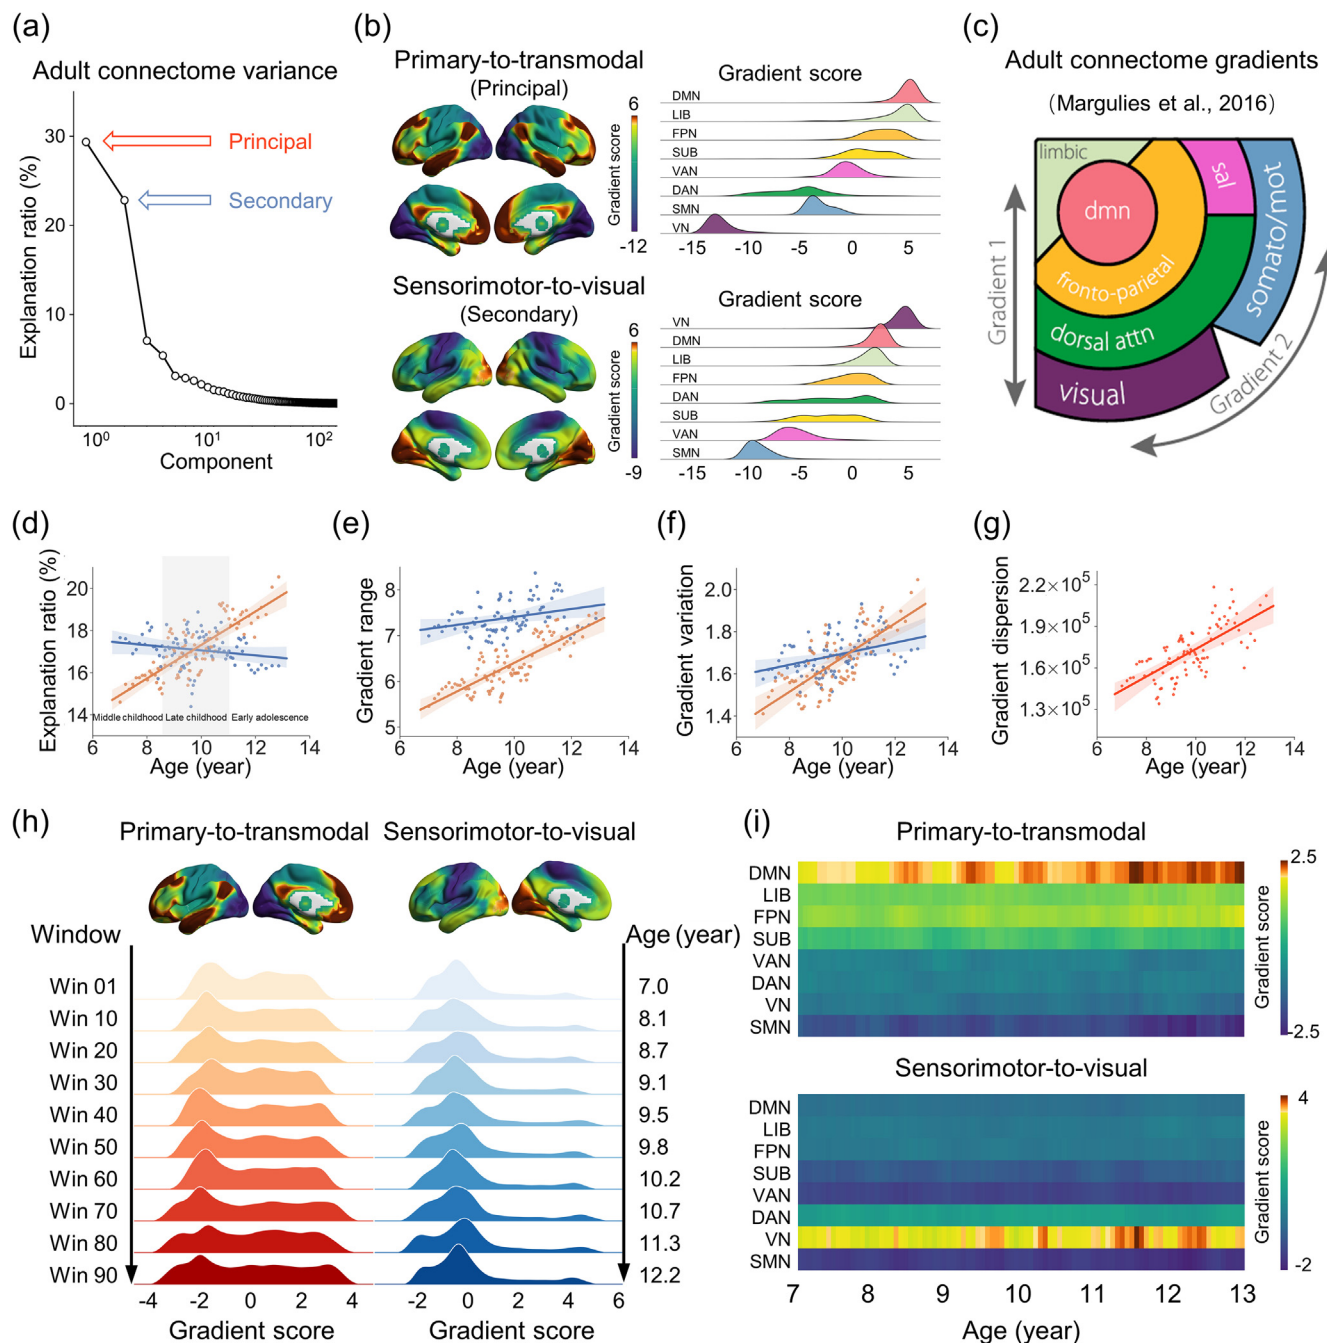 (a)
Adult connectome variance
Explanation ratio (%)
30
20
10
0
Principal
Secondary
10⁰ 10¹ 10²
Component
(b)
Primary-to-transmodal
(Principal)
6
Gradient score
-12
Gradient score
DMN
LIB
FPN
SUB
VAN
DAN
SMN
VN
-15 -10 -5 0 5
Sensorimotor-to-visual
(Secondary)
6
Gradient score
-9
Gradient score
VN
DMN
LIB
FPN
DAN
SUB
VAN
SMN
-15 -10 -5 0 5
(c)
Adult connectome gradients
(Margulies et al., 2016)
limbic
dmn
sal
somato/mot
fronto-parietal
dorsal attn
visual
Gradient 1
Gradient 2
(d)
Explanation ratio (%)
20
18
16
14
Middle childhood Late childhood Early adolescence
6 8 10 12 14
Age (year)
(e)
Gradient range
8
7
6
5
6 8 10 12 14
Age (year)
(f)
Gradient variation
2.0
1.8
1.6
1.4
6 8 10 12 14
Age (year)
(g)
Gradient dispersion
2.2×10⁵
1.9×10⁵
1.6×10⁵
1.3×10⁵
6 8 10 12 14
Age (year)
(h)
Primary-to-transmodal Sensorimotor-to-visual
Window Age (year)
Win 01 7.0
Win 10 8.1
Win 20 8.7
Win 30 9.1
Win 40 9.5
Win 50 9.8
Win 60 10.2
Win 70 10.7
Win 80 11.3
Win 90 12.2
-4 -2 0 2 4 -2 0 2 4 6
Gradient score Gradient score
(i)
Primary-to-transmodal
DMN
LIB
FPN
SUB
VAN
DAN
VN
SMN
2.5
Gradient score
-2.5
Sensorimotor-to-visual
DMN
LIB
FPN
SUB
VAN
DAN
VN
SMN
4
Gradient score
-2
7 8 9 10 11 12 13
Age (year)